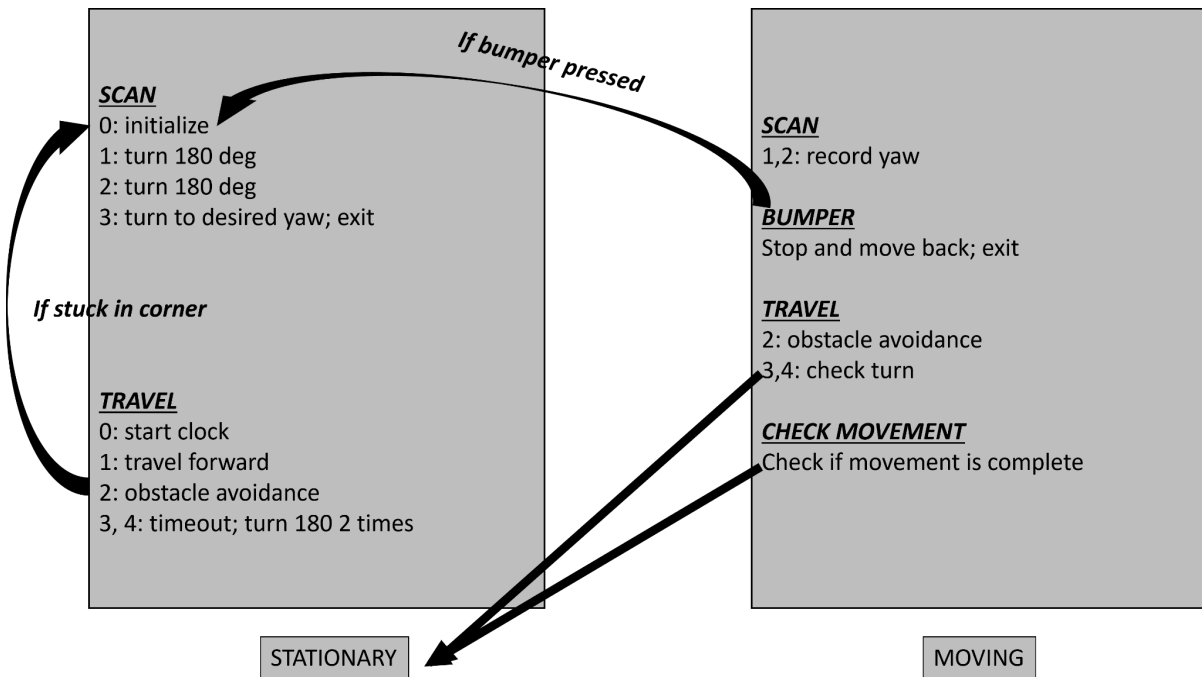 If bumper pressed
SCAN
0: initialize
1: turn 180 deg
2: turn 180 deg
3: turn to desired yaw; exit
If stuck in corner
TRAVEL
0: start clock
1: travel forward
2: obstacle avoidance
3, 4: timeout; turn 180 2 times
STATIONARY
SCAN
1,2: record yaw
BUMPER
Stop and move back; exit
TRAVEL
2: obstacle avoidance
3,4: check turn
CHECK MOVEMENT
Check if movement is complete
MOVING